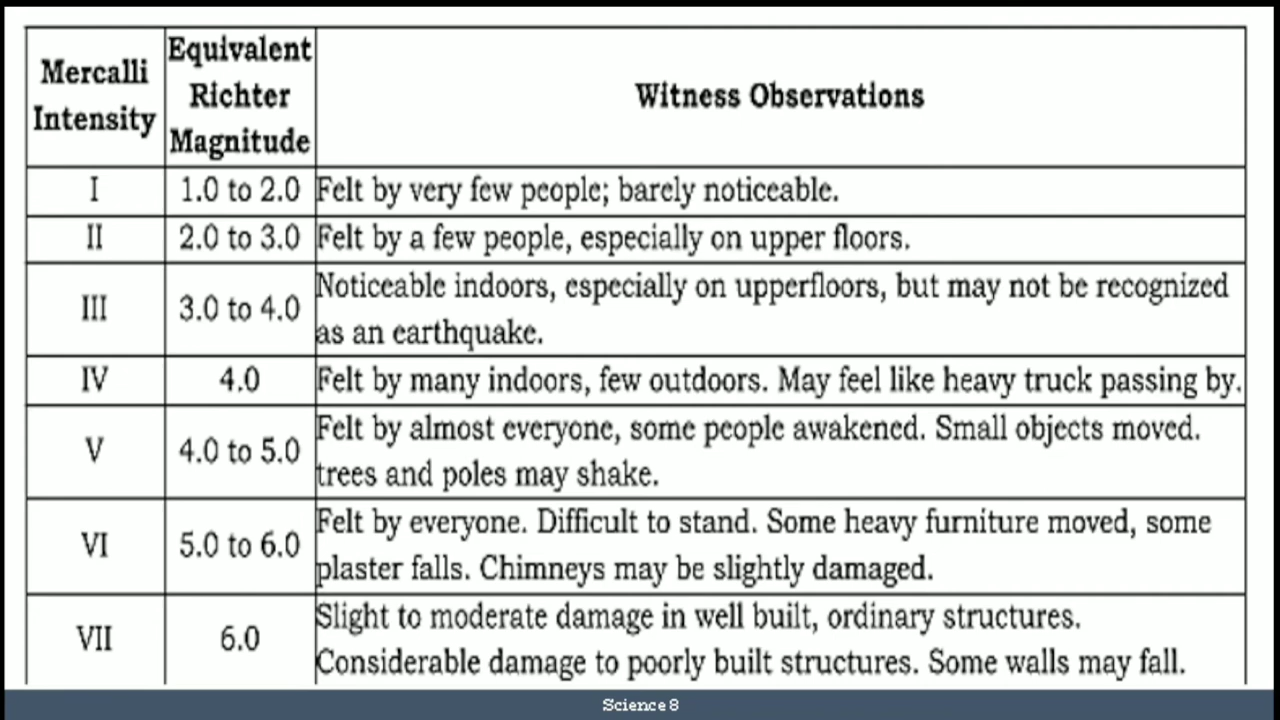 Mercalli Intensity Equivalent Richter Magnitude Witness Observations
I 1.0 to 2.0 Felt by very few people; barely noticeable.
II 2.0 to 3.0 Felt by a few people, especially on upper floors.
III 3.0 to 4.0 Noticeable indoors, especially on upperfloors, but may not be recognized
as an earthquake.
IV 4.0 Felt by many indoors, few outdoors. May feel like heavy truck passing by.
V 4.0 to 5.0 Felt by almost everyone, some people awakened. Small objects moved.
trees and poles may shake.
VI 5.0 to 6.0 Felt by everyone. Difficult to stand. Some heavy furniture moved, some
plaster falls. Chimneys may be slightly damaged.
VII 6.0 Slight to moderate damage in well built, ordinary structures.
Considerable damage to poorly built structures. Some walls may fall.
Science 8